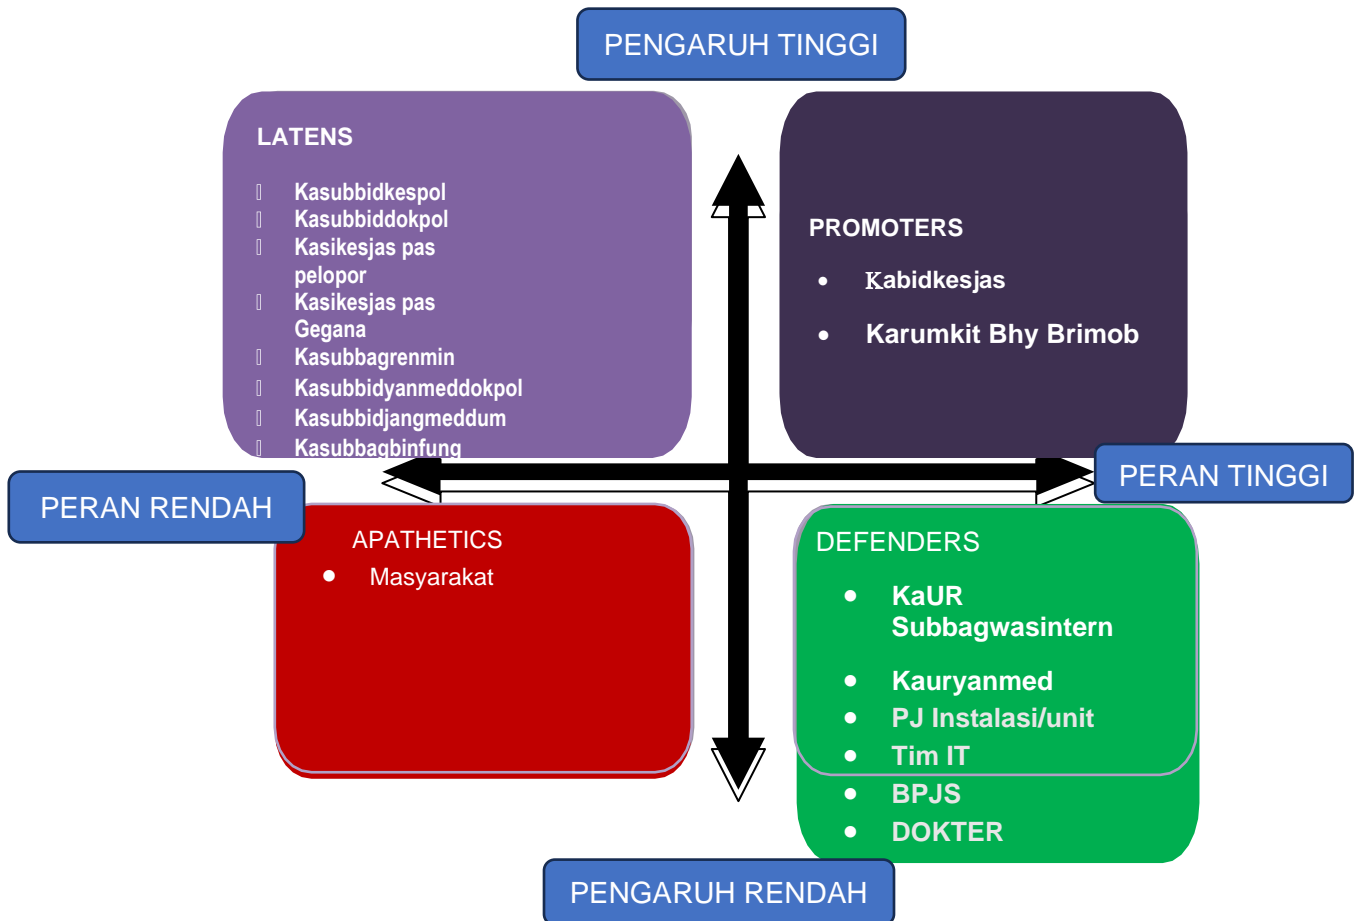 PENGARUH TINGGI
LATENS
Kasubbidkespol
Kasubbiddokpol
Kasikesjas pas
pelopor
Kasikesjas pas
Gegana
Kasubbagrenmin
Kasubbidyanmeddokpol
Kasubbidjangmeddum
Kasubbagbinfung
PROMOTERS
• Kabidkesjas
• Karumkit Bhy Brimob
PERAN RENDAH
PERAN TINGGI
APATHETICS
• Masyarakat
DEFENDERS
• KaUR
Subbagwasintern
• Kauryanmed
• PJ Instalasi/unit
• Tim IT
• BPJS
• DOKTER
PENGARUH RENDAH